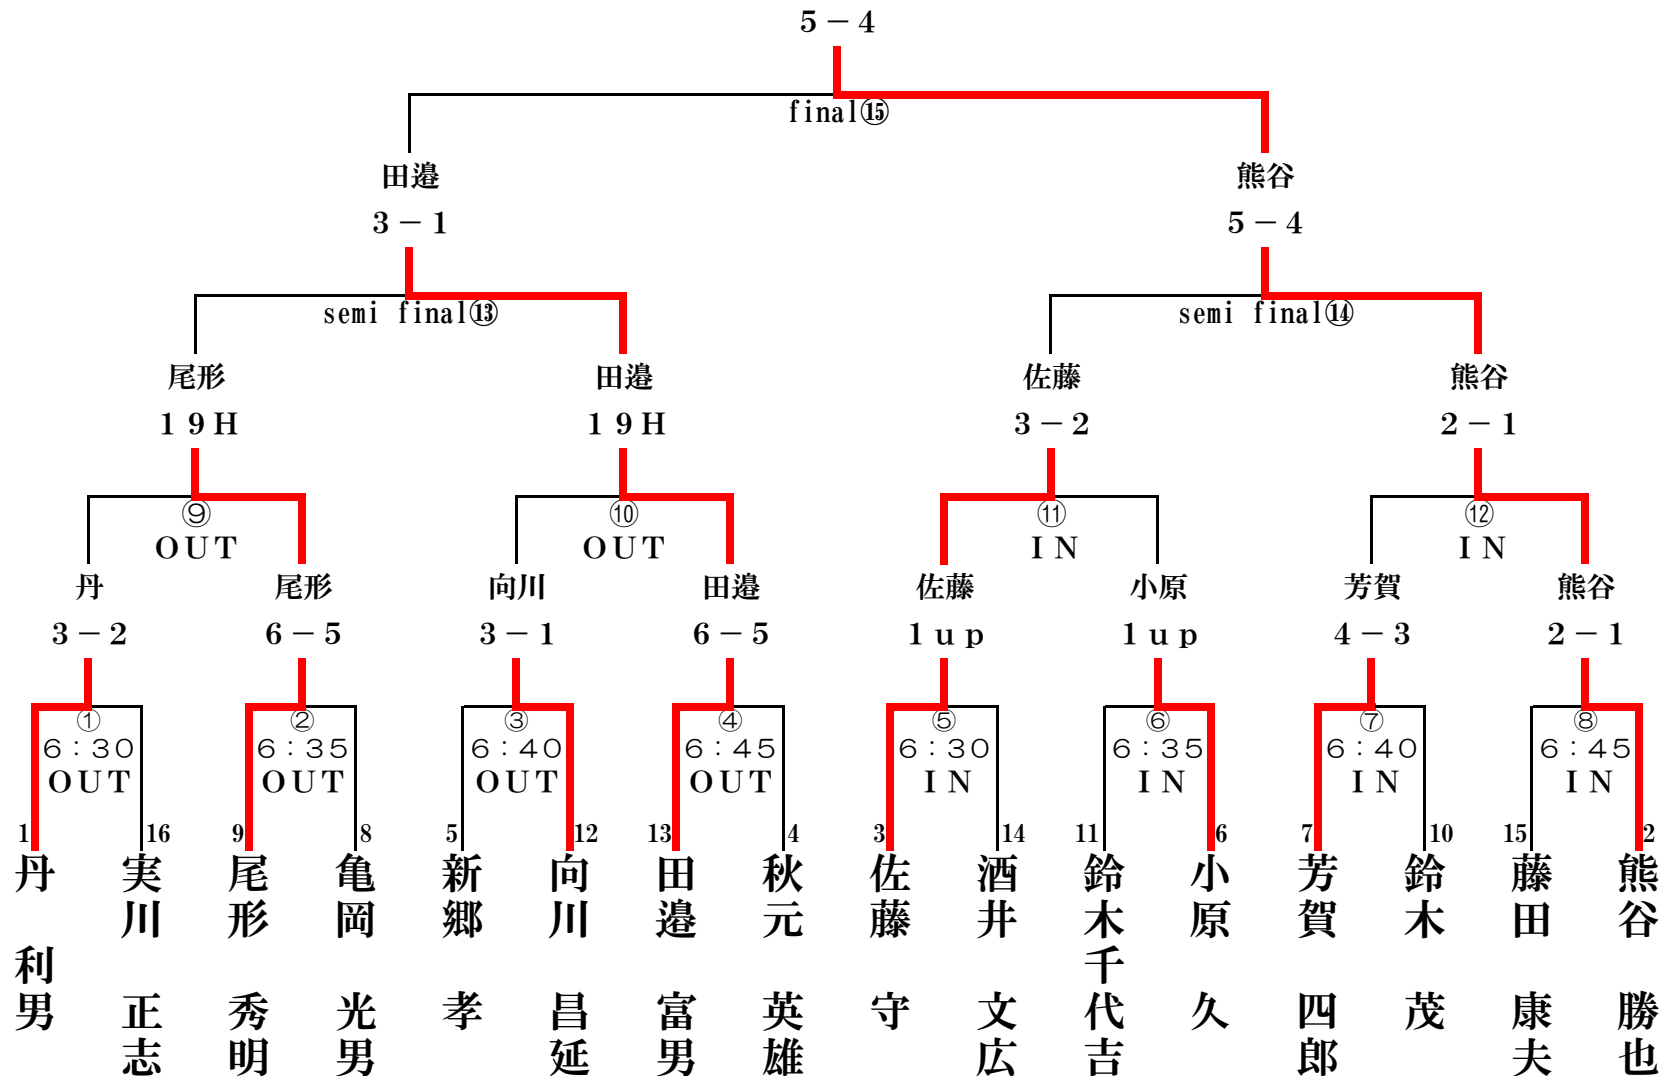 ５－４
final⑮
田邉 熊谷
３－１ ５－４
semi final⑬ semi final⑭
尾形 田邉 佐藤 熊谷
１９Ｈ １９Ｈ ３－２ ２－１
⑨ ⑩ ⑪ ⑫
ＯＵＴ ＯＵＴ ＩＮ ＩＮ
丹 尾形 向川 田邉 佐藤 小原 芳賀 熊谷
３－２ ６－５ ３－１ ６－５ １ｕｐ １ｕｐ ４－３ ２－１
① ② ③ ④ ⑤ ⑥ ⑦ ⑧
６：３０ ６：３５ ６：４０ ６：４５ ６：３０ ６：３５ ６：４０ ６：４５
ＯＵＴ ＯＵＴ ＯＵＴ ＯＵＴ ＩＮ ＩＮ ＩＮ ＩＮ
1 16 9 8 5 12 13 4 3 14 11 6 7 10 15 2
丹 利男
実川 正志
尾形 秀明
亀岡 光男
新郷 孝
向川 昌延
田邉 富男
秋元 英雄
佐藤 守
酒井 文広
鈴木千代吉
小原 久
芳賀 四郎
鈴木 茂
藤田 康夫
熊谷 勝也